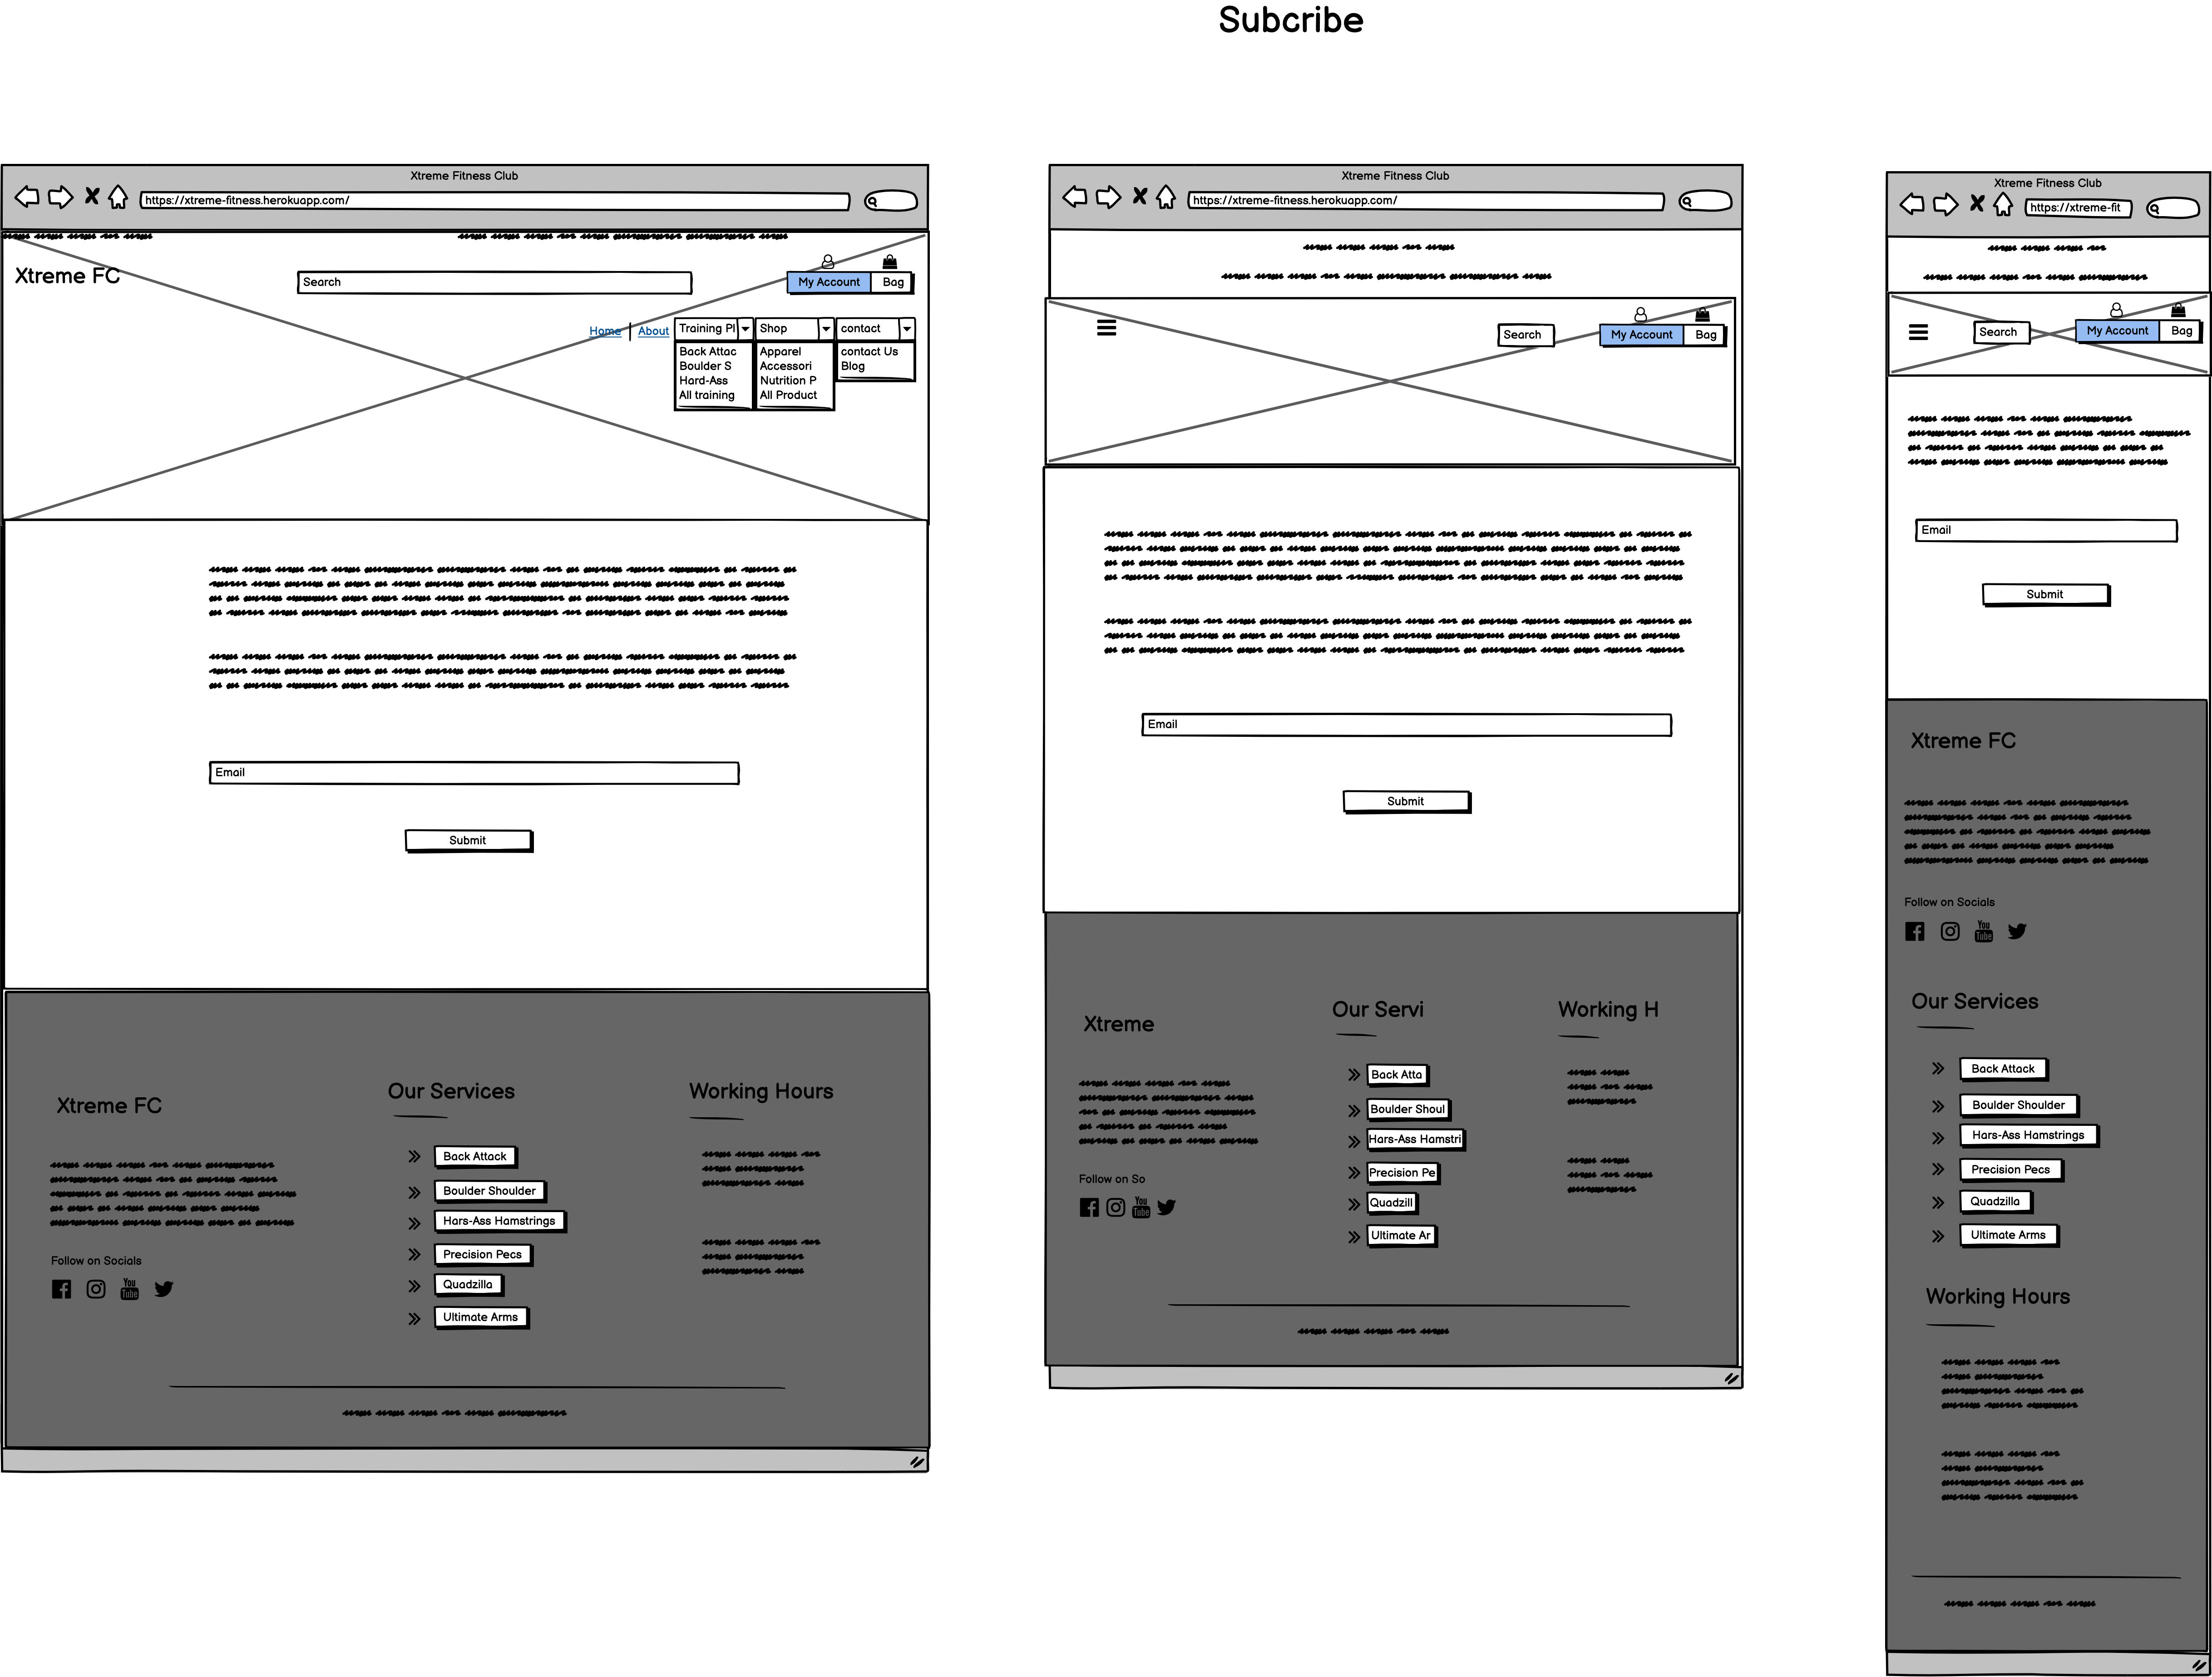 Subcribe
Xtreme Fitness Club
https://xtreme-fitness.herokuapp.com/
Xtreme FC
Search
My Account
Bag
Home
About
Training Pl
Shop
contact
Back Attac
Boulder S
Hard-Ass
All training
Apparel
Accessori
Nutrition P
All Product
contact Us
Blog
Email
Submit
Xtreme FC
Follow on Socials
You
Tube
Our Services
Back Attack
Boulder Shoulder
Hars-Ass Hamstrings
Precision Pecs
Quadzilla
Ultimate Arms
Working Hours
Xtreme Fitness Club
https://xtreme-fitness.herokuapp.com/
Search
My Account
Bag
Email
Submit
Xtreme
Follow on So
You
Tube
Our Servi
Back Atta
Boulder Shoul
Hars-Ass Hamstri
Precision Pe
Quadzill
Ultimate Ar
Working H
Xtreme Fitness Club
https://xtreme-fit
Search
My Account
Bag
Email
Submit
Xtreme FC
Follow on Socials
You
Tube
Our Services
Back Attack
Boulder Shoulder
Hars-Ass Hamstrings
Precision Pecs
Quadzilla
Ultimate Arms
Working Hours